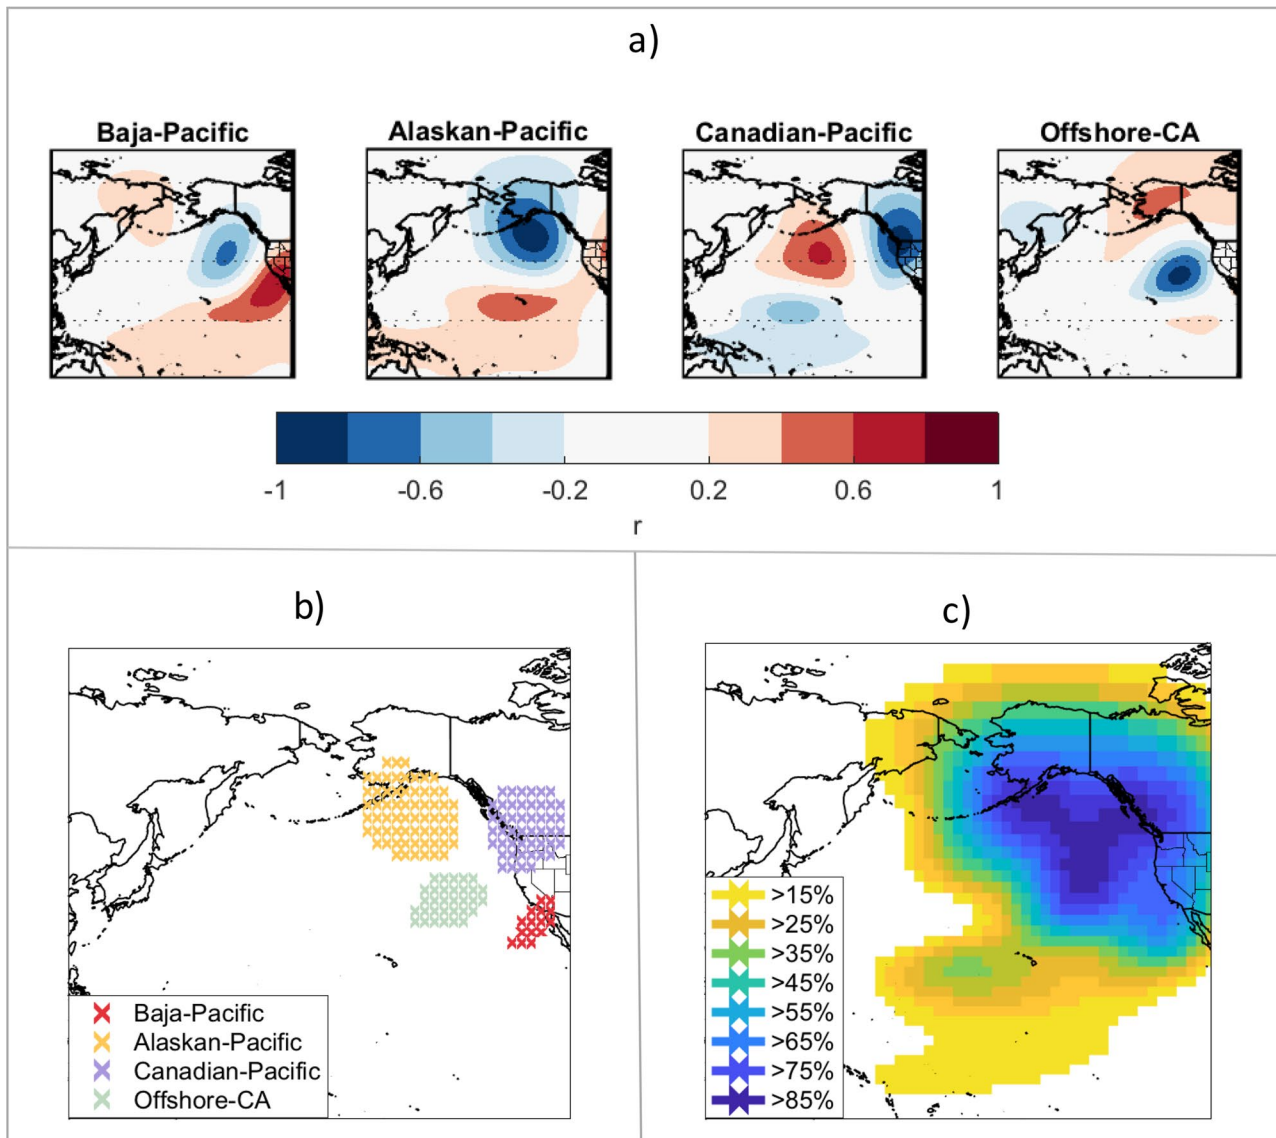 a)
Baja-Pacific
Alaskan-Pacific
Canadian-Pacific
Offshore-CA
-1
-0.6
-0.2
0.2
0.6
1
r
b)
Baja-Pacific
Alaskan-Pacific
Canadian-Pacific
Offshore-CA
c)
>15%
>25%
>35%
>45%
>55%
>65%
>75%
>85%